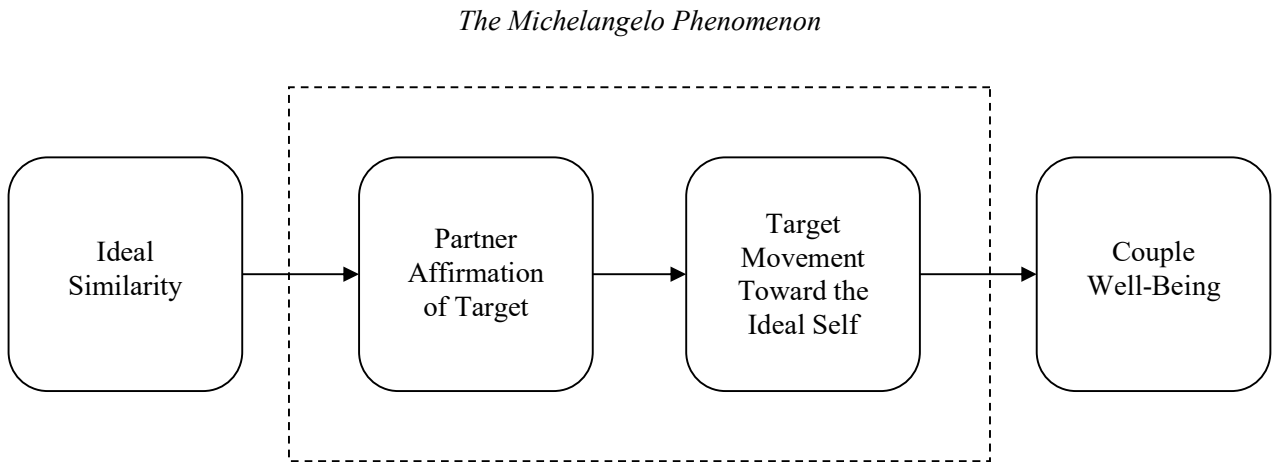 The Michelangelo Phenomenon
Ideal
Similarity
Partner
Affirmation
of Target
Target
Movement
Toward the
Ideal Self
Couple
Well-Being